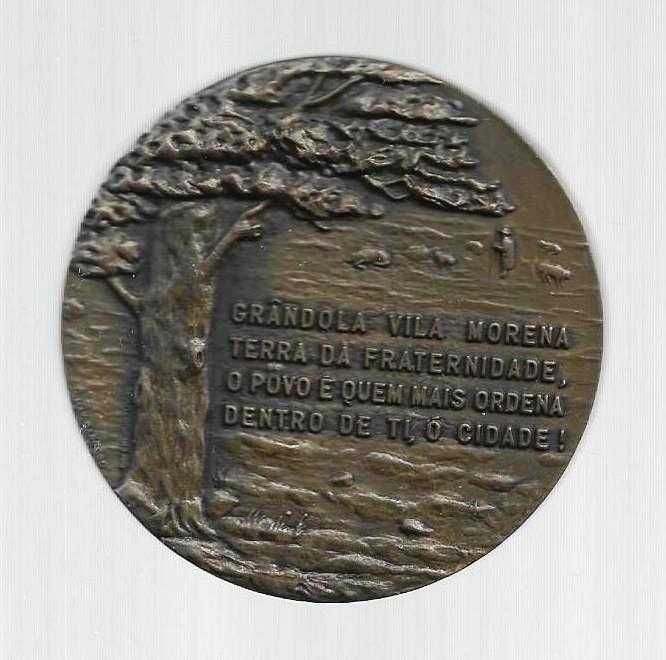 GRÂNDOLA VILA MORENA
TERRA DA FRATERNIDADE,
O POVO É QUEM MAIS ORDENA
DENTRO DE TI, Ó CIDADE!